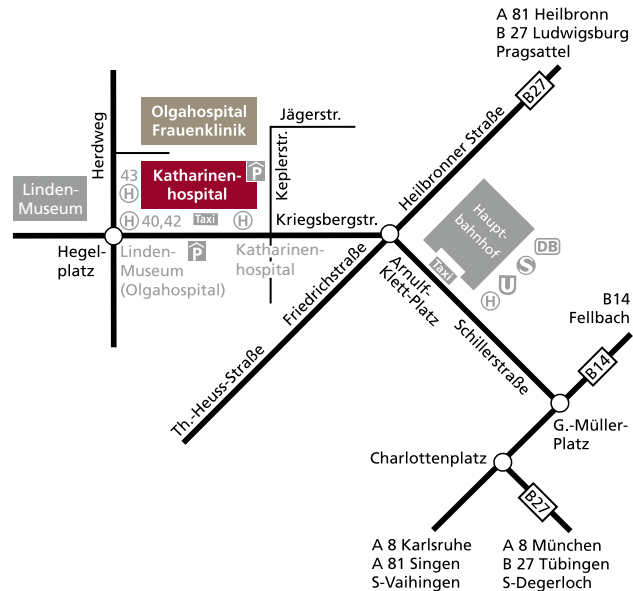 A 81 Heilbronn
B 27 Ludwigsburg
Pragsattel
B27
Heilbronner Straße
Herdweg
Olgahospital
Frauenklinik
Jägerstr.
Keplerstr.
43
H
Katharinen-
hospital
P
Linden-
Museum
H
40,42
Taxi
H
Kriegsbergstr.
Hegel-
platz
Linden-
Museum
(Olgahospital)
P
Katharinen-
hospital
Haupt-
bahnhof
Taxi
DB
S
U
H
Arnulf-
Klett-Platz
Friedrichstraße
Th.-Heuss-Straße
Schillerstraße
B14
Fellbach
B14
G.-Müller-
Platz
Charlottenplatz
B27
A 8 Karlsruhe
A 81 Singen
S-Vaihingen
A 8 München
B 27 Tübingen
S-Degerloch